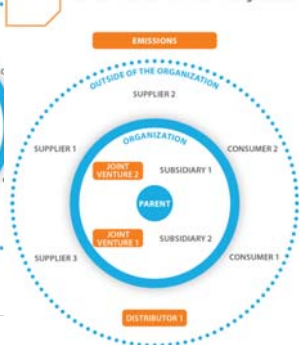 EMISSIONS
OUTSIDE OF THE ORGANIZATION
SUPPLIER 2
ORGANIZATION
SUPPLIER 1
CONSUMER 2
JOINT
VENTURE 2
SUBSIDIARY 1
PARENT
JOINT
VENTURE 1
SUBSIDIARY 2
SUPPLIER 3
CONSUMER 1
DISTRIBUTOR 1